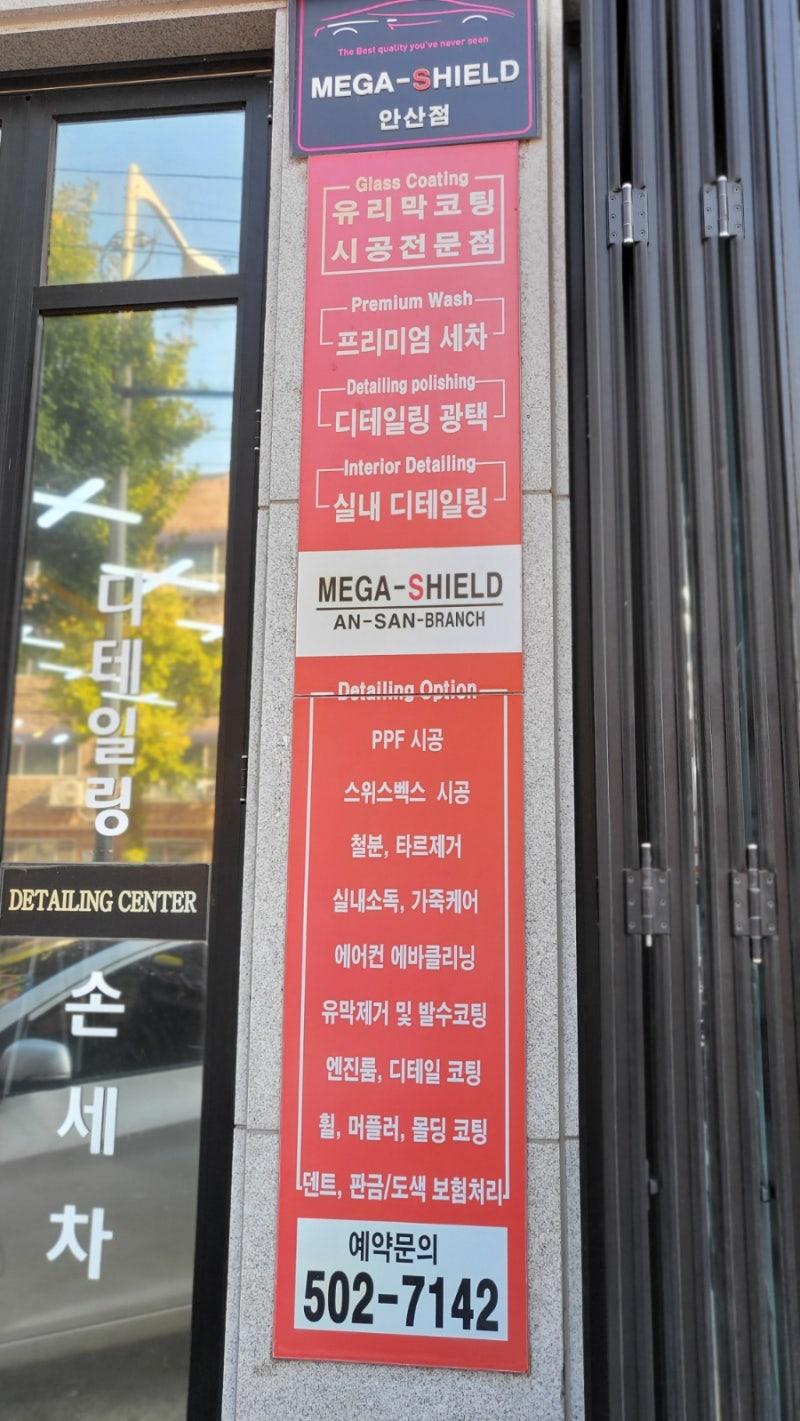 The Best quality you've never seen
MEGA-SHIELD
안산점
Glass Coating
유리막코팅
시공전문점
Premium Wash
프리미엄 세차
Detailing polishing
디테일링 광택
Interior Detailing
실내 디테일링
MEGA-SHIELD
AN-SAN-BRANCH
Detailing Option
PPF 시공
스위스벡스 시공
철분, 타르제거
실내소독, 가죽케어
에어컨 에바클리닝
유막제거 및 발수코팅
엔진룸, 디테일 코팅
휠, 머플러, 몰딩 코팅
덴트, 판금/도색 보험처리
예약문의
502-7142
디테일링
DETAILING CENTER
손세차